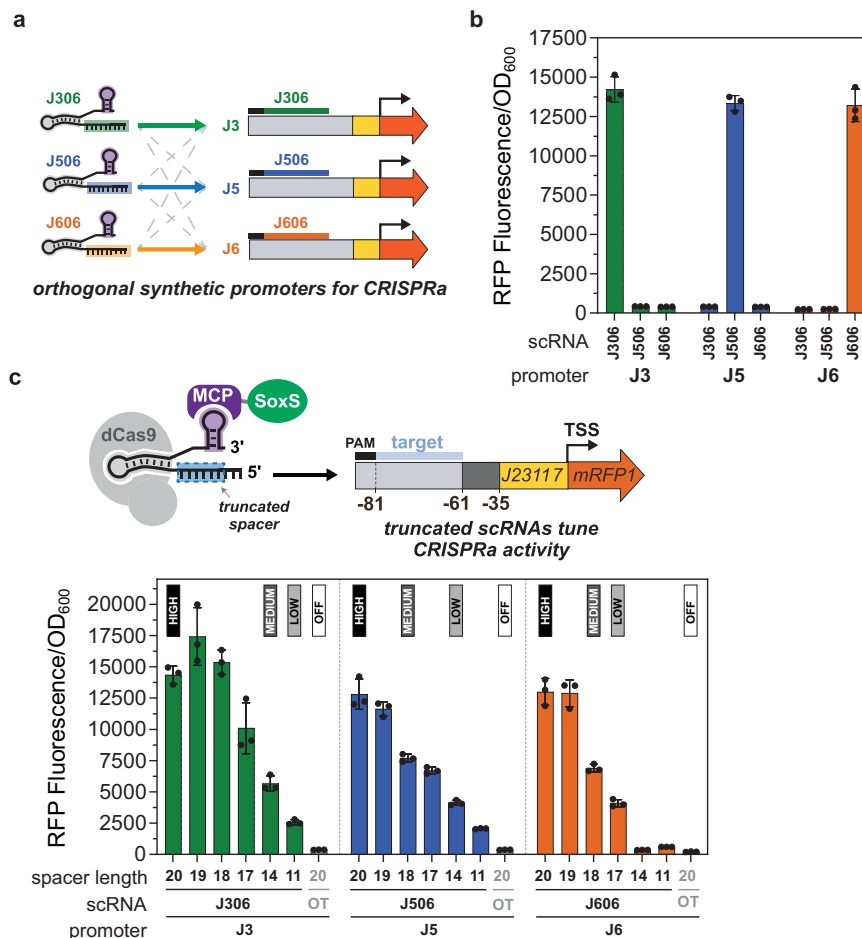 a
J306
J306
J3
J506
J506
J5
J606
J606
J6
orthogonal synthetic promoters for CRISPRa
b
RFP Fluorescence/OD600
17500
15000
12500
10000
7500
5000
2500
0
scRNA
J306 J506 J606 J306 J506 J606 J306 J506 J606
promoter J3 J5 J6
c
MCP SoxS
dCas9
3'
5'
truncated
spacer
PAM target TSS
J23117 mRFP1
-81 -61 -35
truncated scRNAs tune
CRISPRa activity
RFP Fluorescence/OD600
20000
17500
15000
12500
10000
7500
5000
2500
0
HIGH MEDIUM LOW OFF HIGH MEDIUM LOW OFF HIGH MEDIUM LOW OFF
spacer length 20 19 18 17 14 11 20 20 19 18 17 14 11 20 20 19 18 17 14 11 20
scRNA J306 OT J506 OT J606 OT
promoter J3 J5 J6